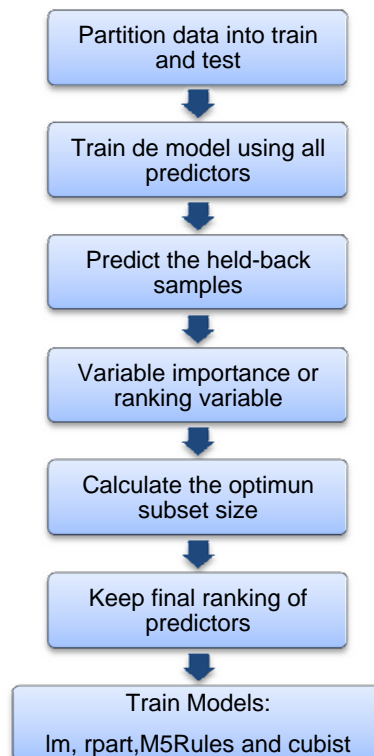 Partition data into train
and test
Train de model using all
predictors
Predict the held-back
samples
Variable importance or
ranking variable
Calculate the optimun
subset size
Keep final ranking of
predictors
Train Models:
lm, rpart,M5Rules and cubist